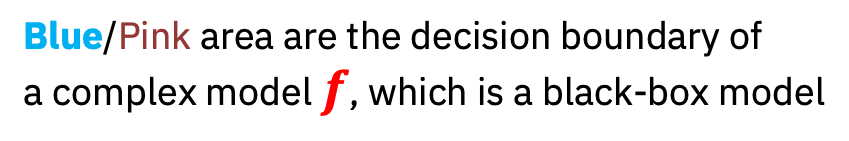 Blue/Pink area are the decision boundary of
a complex model f, which is a black-box model